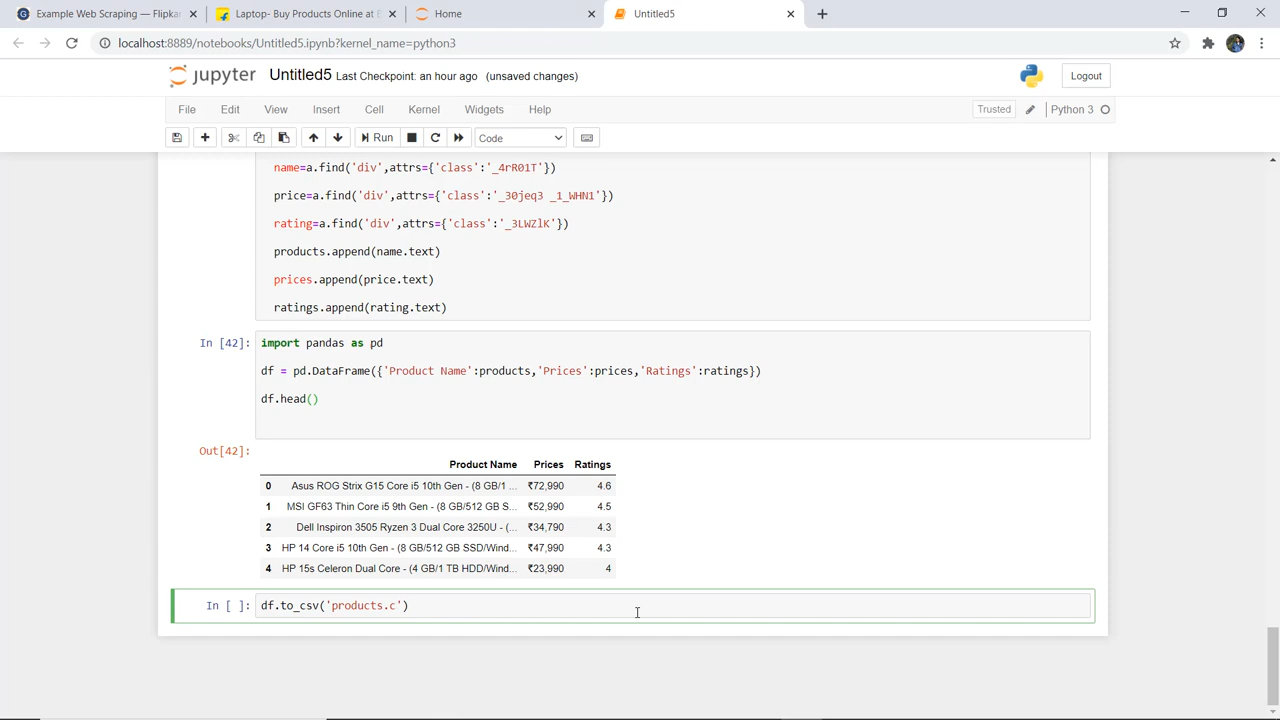 Example Web Scraping — Flipkar
Laptop- Buy Products Online at
Home
Untitled5
localhost:8889/notebooks/Untitled5.ipynb?kernel_name=python3
jupyter Untitled5 Last Checkpoint: an hour ago (unsaved changes)
Logout
File Edit View Insert Cell Kernel Widgets Help
Trusted
Python 3
Run
Code
name=a.find('div',attrs={'class':'_4rR01T'})
price=a.find('div',attrs={'class':'_30jeq3 _1_WHN1'})
rating=a.find('div',attrs={'class':'_3LWZlK'})
products.append(name.text)
prices.append(price.text)
ratings.append(rating.text)
In [42]:
import pandas as pd
df = pd.DataFrame({'Product Name':products,'Prices':prices,'Ratings':ratings})
df.head()
Out[42]:
Product Name Prices Ratings
0 Asus ROG Strix G15 Core i5 10th Gen - (8 GB/1 ... ₹72,990 4.6
1 MSI GF63 Thin Core i5 9th Gen - (8 GB/512 GB S... ₹52,990 4.5
2 Dell Inspiron 3505 Ryzen 3 Dual Core 3250U - (... ₹34,790 4.3
3 HP 14 Core i5 10th Gen - (8 GB/512 GB SSD/Wind... ₹47,990 4.3
4 HP 15s Celeron Dual Core - (4 GB/1 TB HDD/Wind... ₹23,990 4
In [ ]: df.to_csv('products.c')